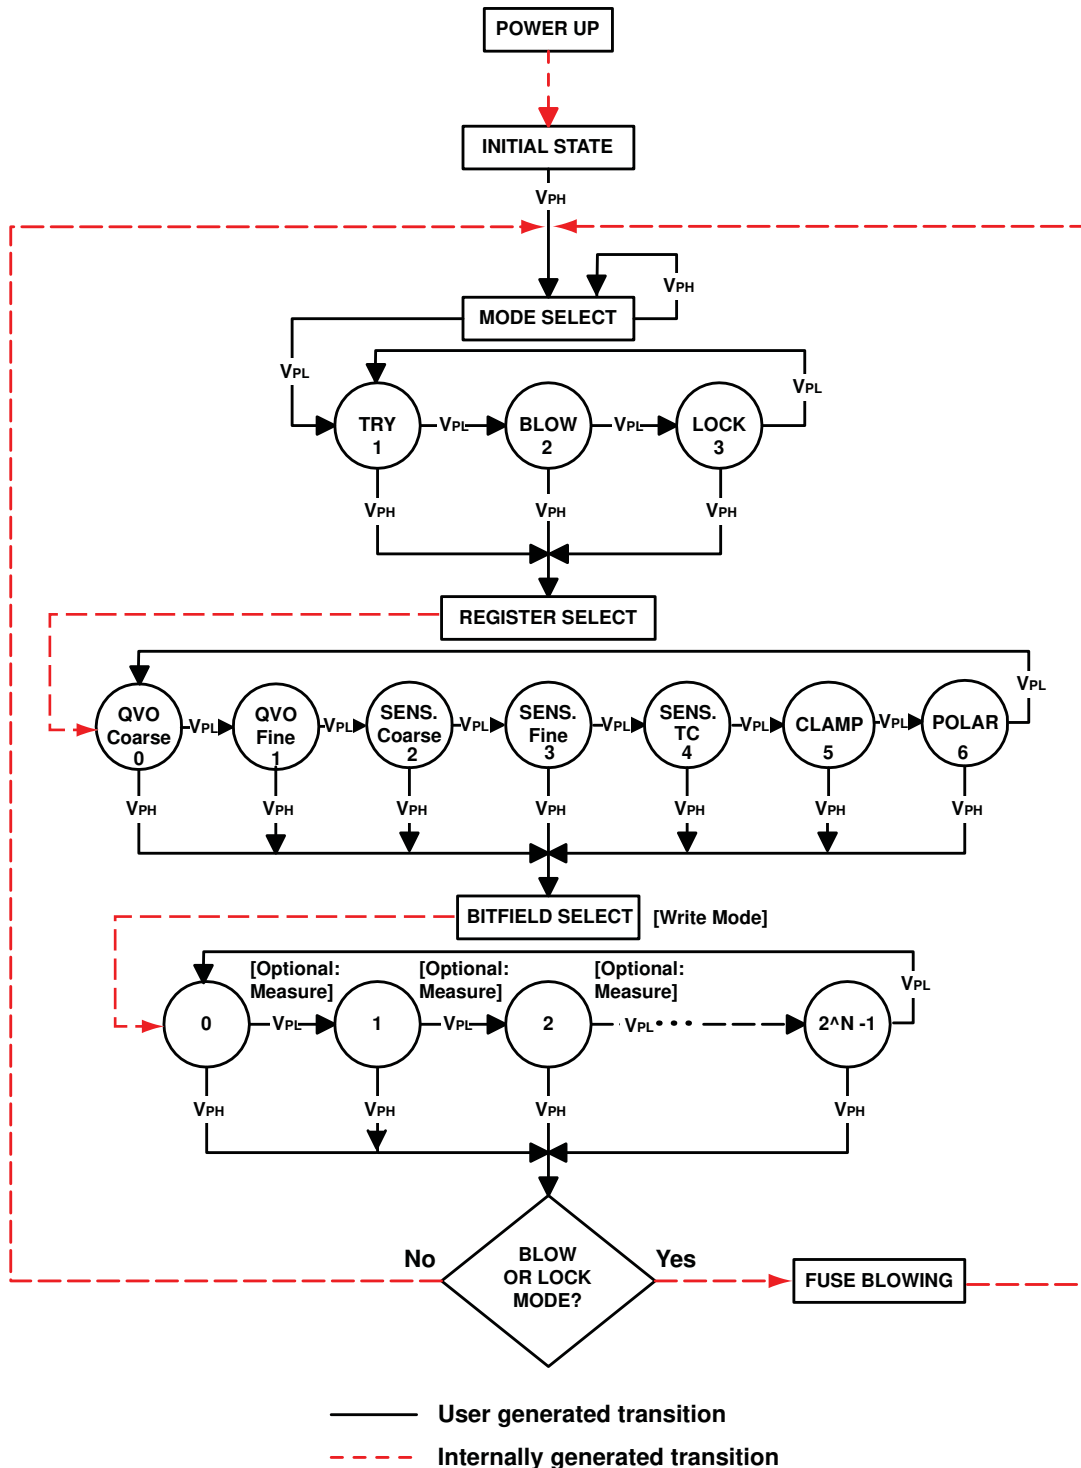 POWER UP
INITIAL STATE
VPH
MODE SELECT
VPH
VPL
TRY
1
VPL
BLOW
2
VPL
LOCK
3
VPL
VPH
VPH
VPH
REGISTER SELECT
QVO
Coarse
0
VPL
QVO
Fine
1
VPL
SENS.
Coarse
2
VPL
SENS.
Fine
3
VPL
SENS.
TC
4
VPL
CLAMP
5
VPL
POLAR
6
VPL
VPH
VPH
VPH
VPH
VPH
VPH
VPH
BITFIELD SELECT
[Write Mode]
0
[Optional:
Measure]
VPL
1
[Optional:
Measure]
VPL
2
[Optional:
Measure]
VPL
2^N -1
VPL
VPH
VPH
VPH
VPH
No
BLOW
OR LOCK
MODE?
Yes
FUSE BLOWING
User generated transition
Internally generated transition